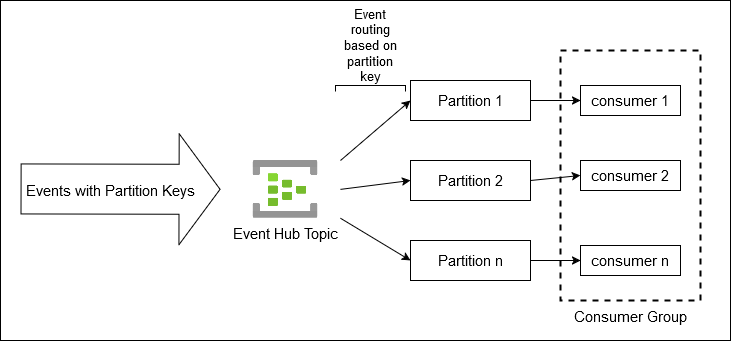 Event
routing
based on
partition
key
Partition 1
consumer 1
Events with Partition Keys
Partition 2
consumer 2
Event Hub Topic
Partition n
consumer n
Consumer Group